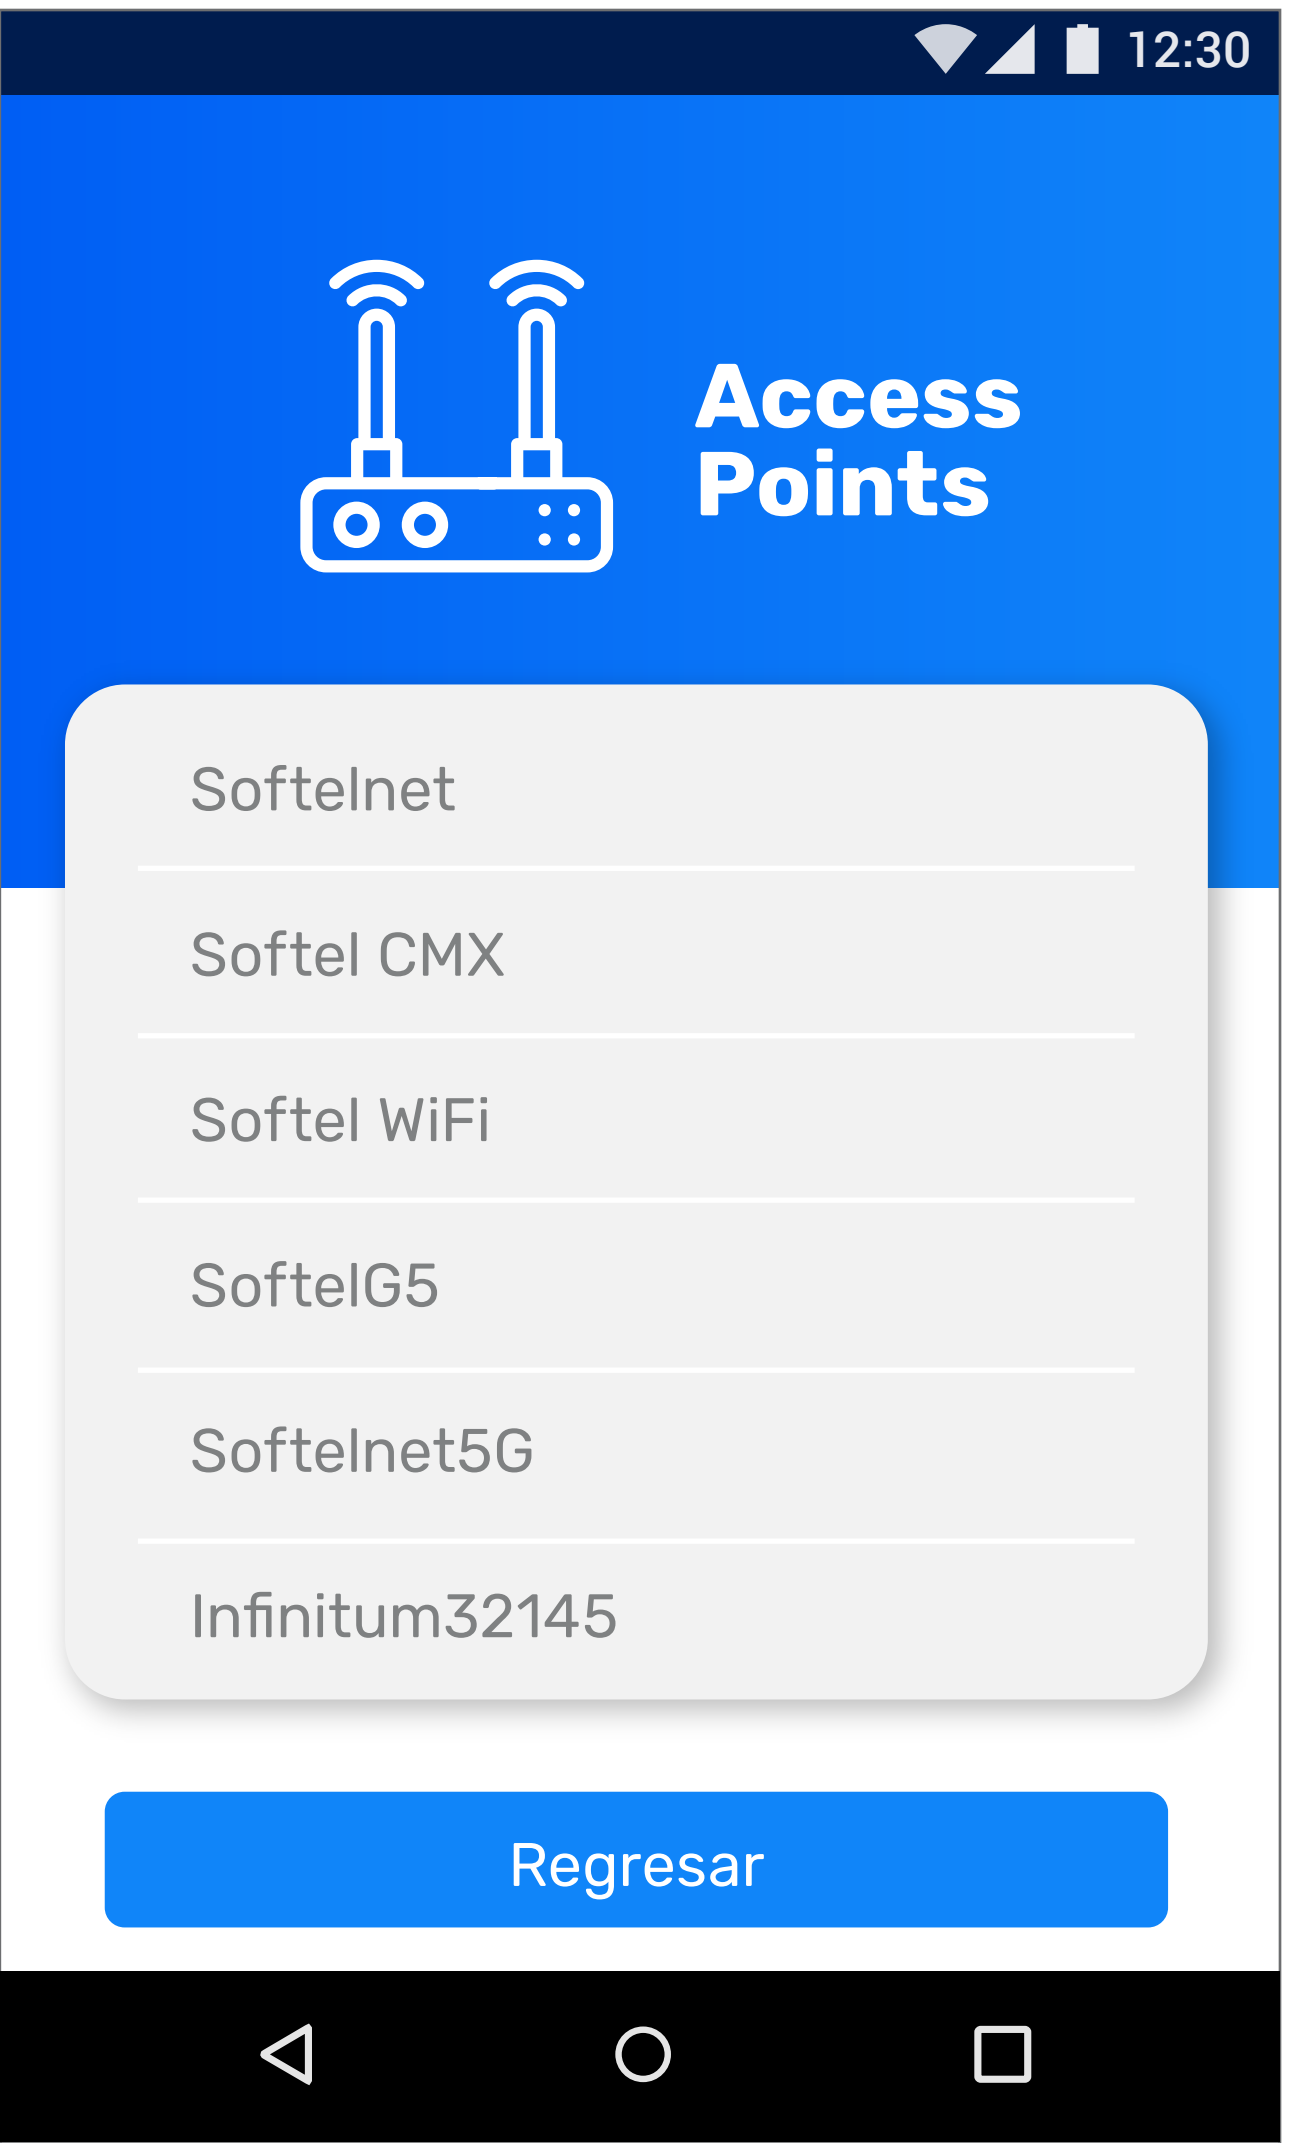 12:30
Access
Points
Softelnet
Softel CMX
Softel WiFi
SoftelG5
Softelnet5G
Infinitum32145
Regresar